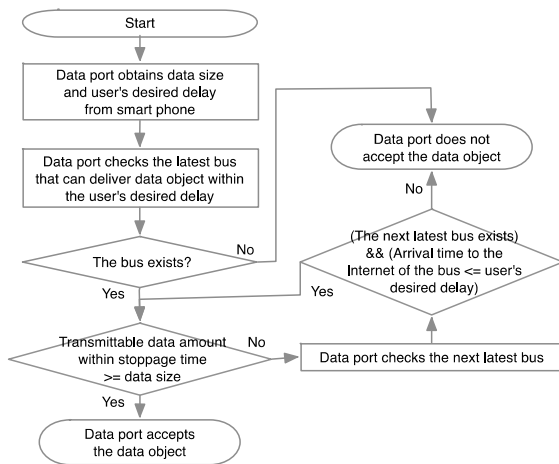 Start
Data port obtains data size
and user's desired delay
from smart phone
Data port checks the latest bus
that can deliver data object within
the user's desired delay
The bus exists?
No
Yes
Transmittable data amount
within stoppage time
>= data size
No
Yes
Data port accepts
the data object
Data port does not
accept the data object
No
(The next latest bus exists)
&& (Arrival time to the
Internet of the bus <= user's
desired delay)
Yes
Data port checks the next latest bus